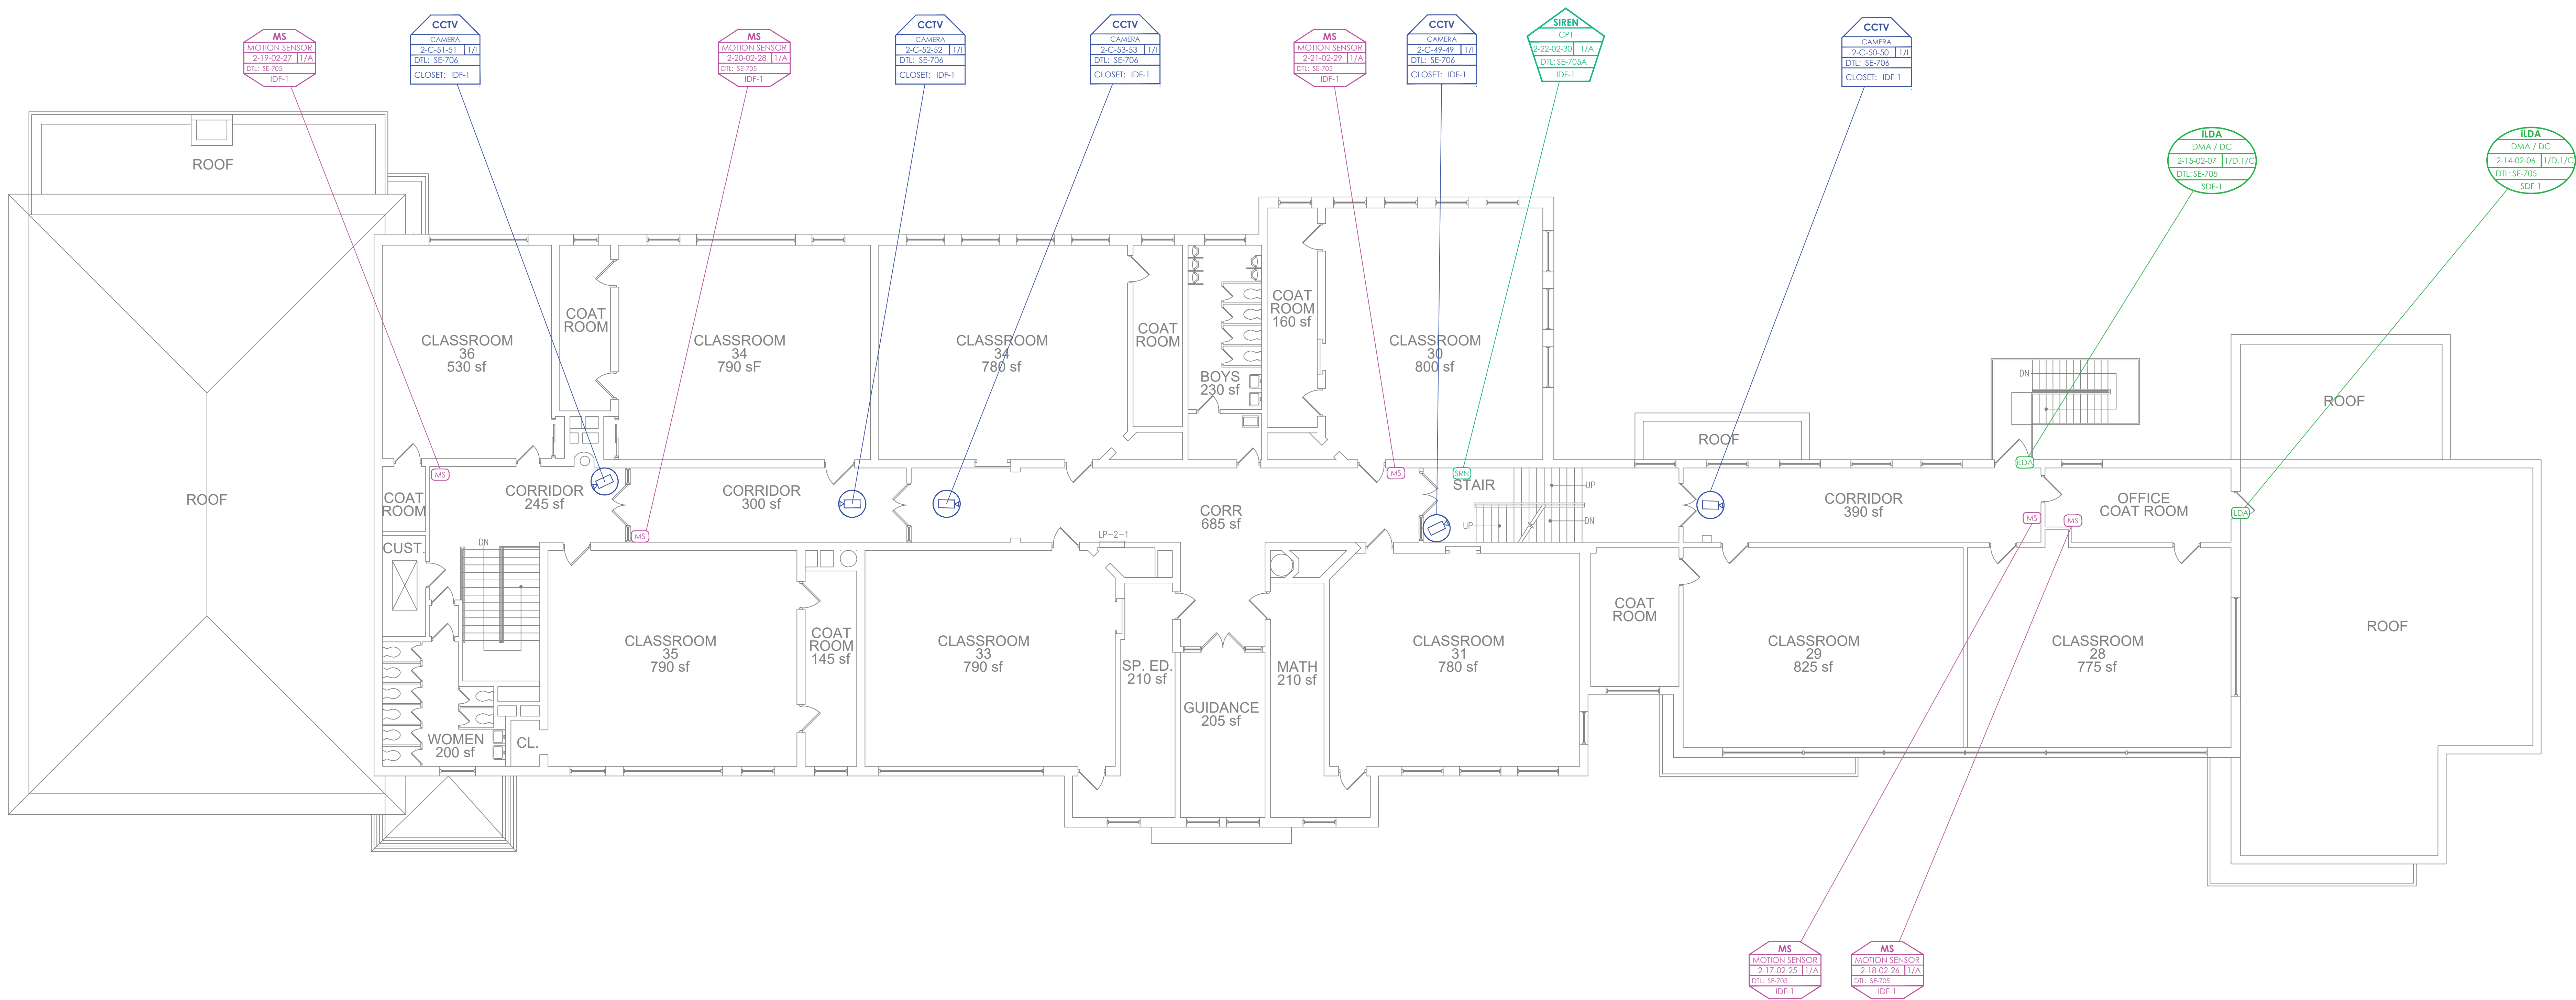 MS
MOTION SENSOR
2-19-02-27 1/A
DTL: SE-705
IDF-1
CCTV
CAMERA
2-C-51-51 1/I
DTL: SE-706
CLOSET: IDF-1
MS
MOTION SENSOR
2-20-02-28 1/A
DTL: SE-705
IDF-1
CCTV
CAMERA
2-C-52-52 1/I
DTL: SE-706
CLOSET: IDF-1
CCTV
CAMERA
2-C-53-53 1/I
DTL: SE-706
CLOSET: IDF-1
MS
MOTION SENSOR
2-21-02-29 1/A
DTL: SE-705
IDF-1
CCTV
CAMERA
2-C-49-49 1/I
DTL: SE-706
CLOSET: IDF-1
SIREN
CPT
2-22-02-30 1/A
DTL: SE-705A
IDF-1
CCTV
CAMERA
2-C-50-50 1/I
DTL: SE-706
CLOSET: IDF-1
iLDA
DMA / DC
2-15-02-07 1/D,1/C
DTL: SE-705
SDF-1
iLDA
DMA / DC
2-14-02-06 1/D,1/C
DTL: SE-705
SDF-1
ROOF
ROOF
CLASSROOM
36
530 sf
COAT
ROOM
CLASSROOM
34
790 sF
CLASSROOM
34
780 sf
COAT
ROOM
BOYS
230 sf
COAT
ROOM
160 sf
CLASSROOM
30
800 sf
ROOF
DN
ROOF
MS
CORRIDOR
245 sf
CORRIDOR
300 sf
MS
CORR
685 sf
MS
SRN
STAIR
UP
UP
DN
CORRIDOR
390 sf
iLDA
OFFICE
COAT ROOM
iLDA
MS
MS
COAT
ROOM
CUST.
DN
LP-2-1
CLASSROOM
35
790 sf
COAT
ROOM
145 sf
CLASSROOM
33
790 sf
SP. ED.
210 sf
GUIDANCE
205 sf
MATH
210 sf
CLASSROOM
31
780 sf
COAT
ROOM
CLASSROOM
29
825 sf
CLASSROOM
28
775 sf
ROOF
WOMEN
200 sf
CL.
MS
MOTION SENSOR
2-17-02-25 1/A
DTL: SE-705
IDF-1
MS
MOTION SENSOR
2-18-02-26 1/A
DTL: SE-705
IDF-1